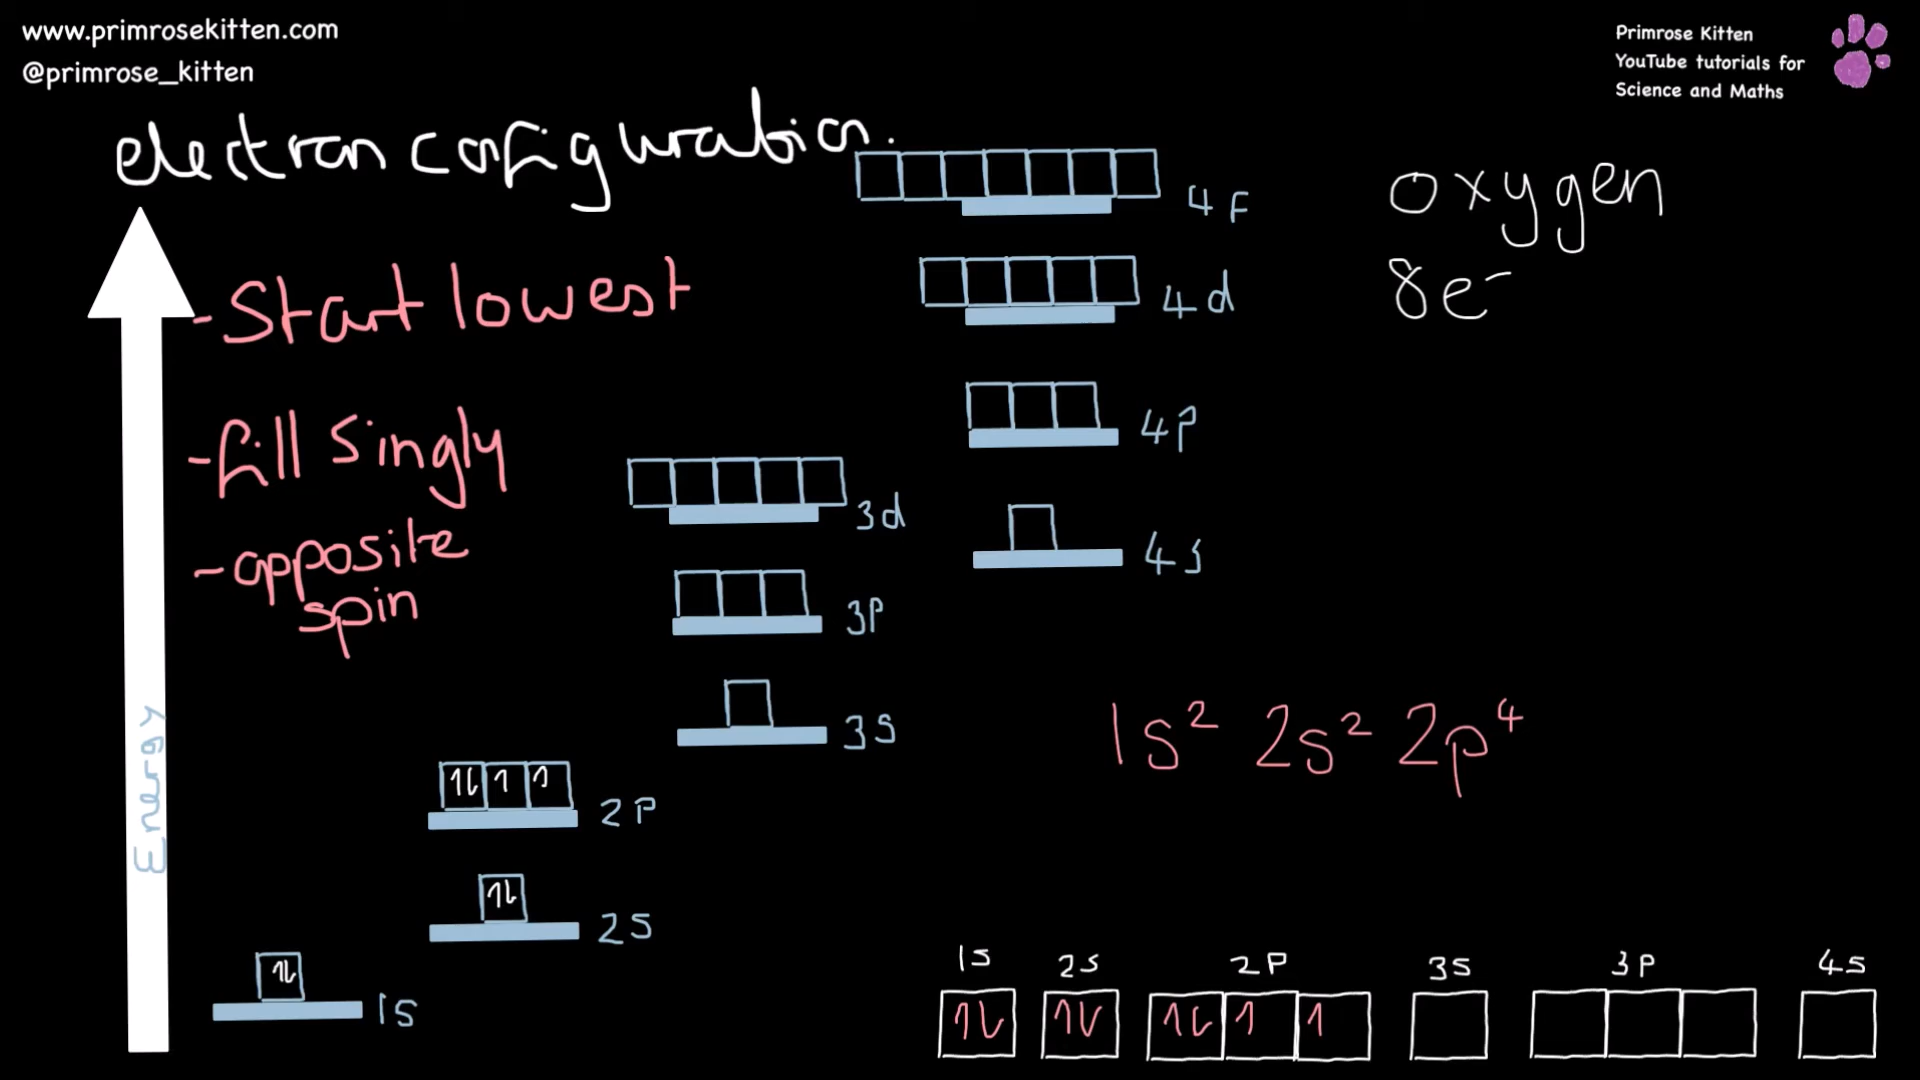 www.primrosekitten.com
@primrose_kitten
Primrose Kitten
YouTube tutorials for
Science and Maths
electron configuration.
- Start lowest
- fill singly
- opposite
spin
Energy
4F
4d
4p
4s
3d
3p
3s
2p
2s
1s
oxygen
8e⁻
1s² 2s² 2p⁴
1s 2s 2p 3s 3p 4s